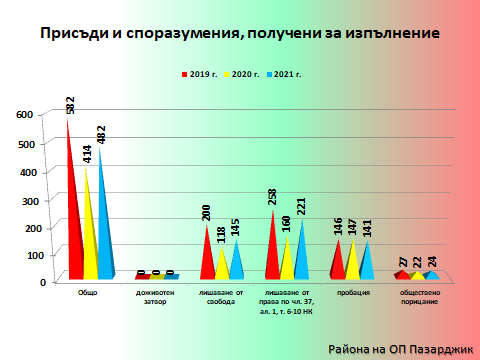 Присъди и споразумения, получени за изпълнение
2019 г. 2020 г. 2021 г.
600
500
400
300
200
100
0
582 414 482
0 0 0
200 118 145
258 160 221
146 147 141
27 22 24
Общо
доживотен
затвор
лишаване от
свобода
лишаване от
права по чл. 37,
ал. 1, т. 6-10 НК
пробация
обществено
порицание
Района на ОП Пазарджик